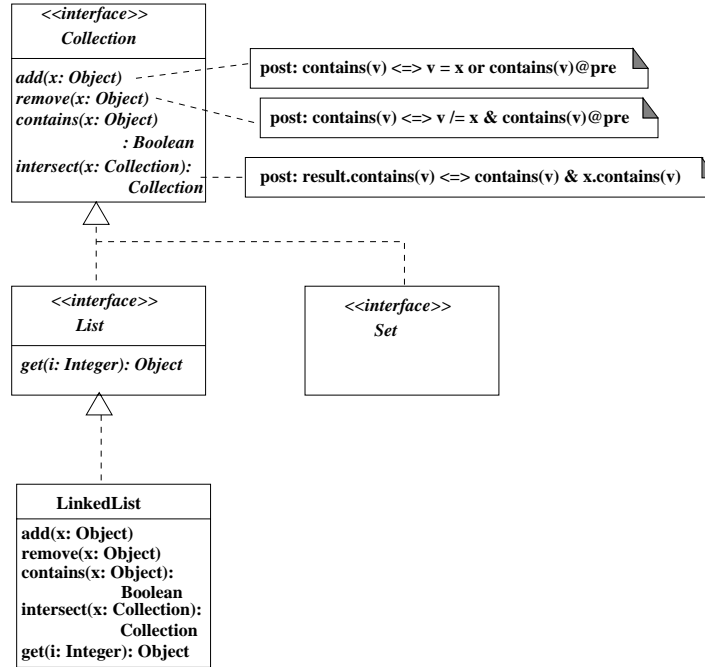 <<interface>>
Collection
add(x: Object)
remove(x: Object)
contains(x: Object)
: Boolean
intersect(x: Collection):
Collection
post: contains(v) <=> v = x or contains(v)@pre
post: contains(v) <=> v /= x & contains(v)@pre
post: result.contains(v) <=> contains(v) & x.contains(v)
<<interface>>
List
get(i: Integer): Object
<<interface>>
Set
LinkedList
add(x: Object)
remove(x: Object)
contains(x: Object):
Boolean
intersect(x: Collection):
Collection
get(i: Integer): Object